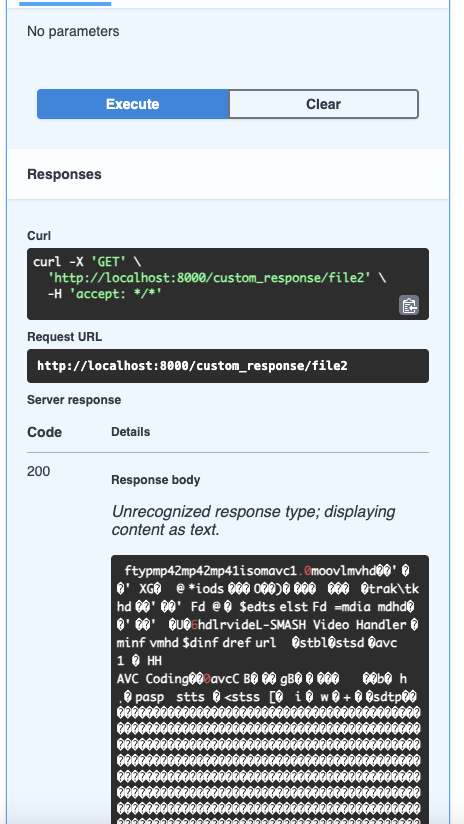 No parameters
Execute
Clear
Responses
Curl
curl -X 'GET' \
'http://localhost:8000/custom_response/file2' \
-H 'accept: */*'
Request URL
http://localhost:8000/custom_response/file2
Server response
Code
Details
200
Response body
Unrecognized response type; displaying
content as text.
ftypmp42mp42mp41isomavc1.0moovlmvhd��'�
�' XG� @ *iods ��� O��)� ��� ��� �trak\tk
hd ��' ��' Fd @ � $edts elst Fd =mdia mdhd�
�'��' �U�6hdlrvideL-SMASH Video Handler �
minf vmhd $dinf dref url �stbl�stsd �avc
1 � HH
AVC Coding��0avcC B� �� gB� � ��� ��b� h
.� pasp stts � <stss [� i � w � + � �sdtp��